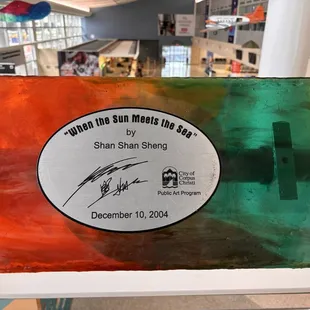 "When the Sun Meets the Sea"
by
Shan Shan Sheng
City of
Corpus
Christi
Public Art Program
December 10, 2004